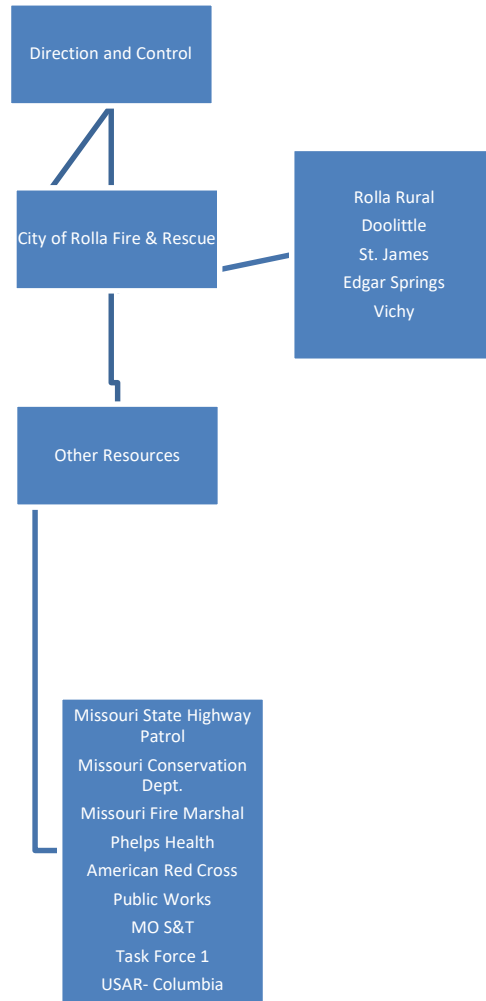 Direction and Control
City of Rolla Fire & Rescue
Rolla Rural
Doolittle
St. James
Edgar Springs
Vichy
Other Resources
Missouri State Highway
Patrol
Missouri Conservation
Dept.
Missouri Fire Marshal
Phelps Health
American Red Cross
Public Works
MO S&T
Task Force 1
USAR- Columbia